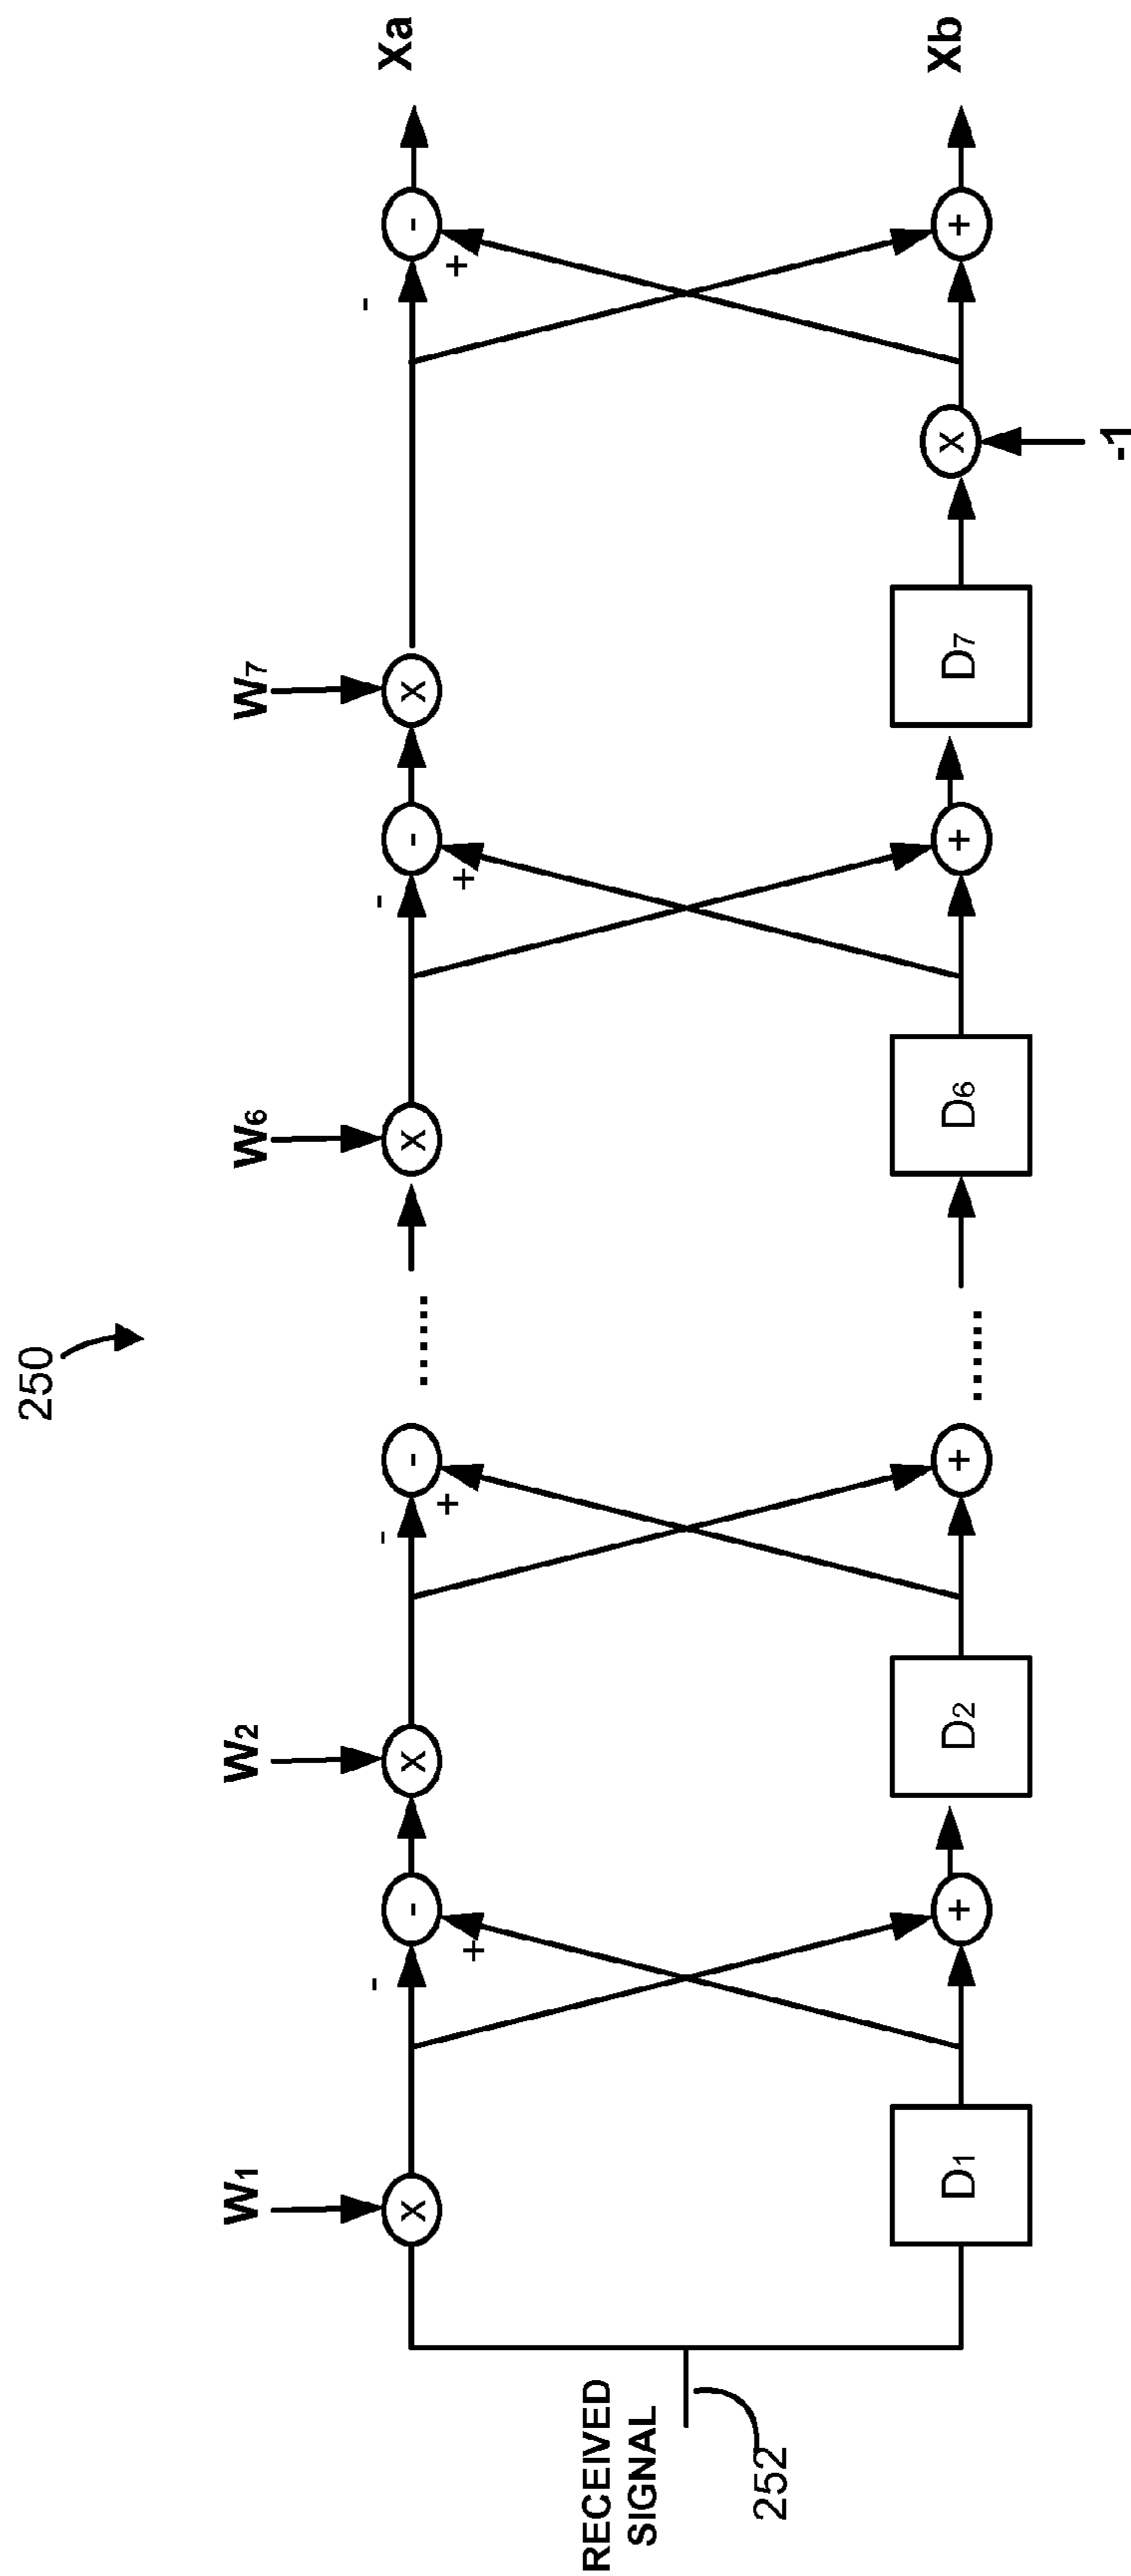 250
RECEIVED
SIGNAL
252
W1
X
D1
-
+
-
+
W2
X
D2
-
+
-
+
......
......
W6
X
D6
-
+
-
+
W7
X
D7
X
-1
-
+
-
+
Xa
Xb